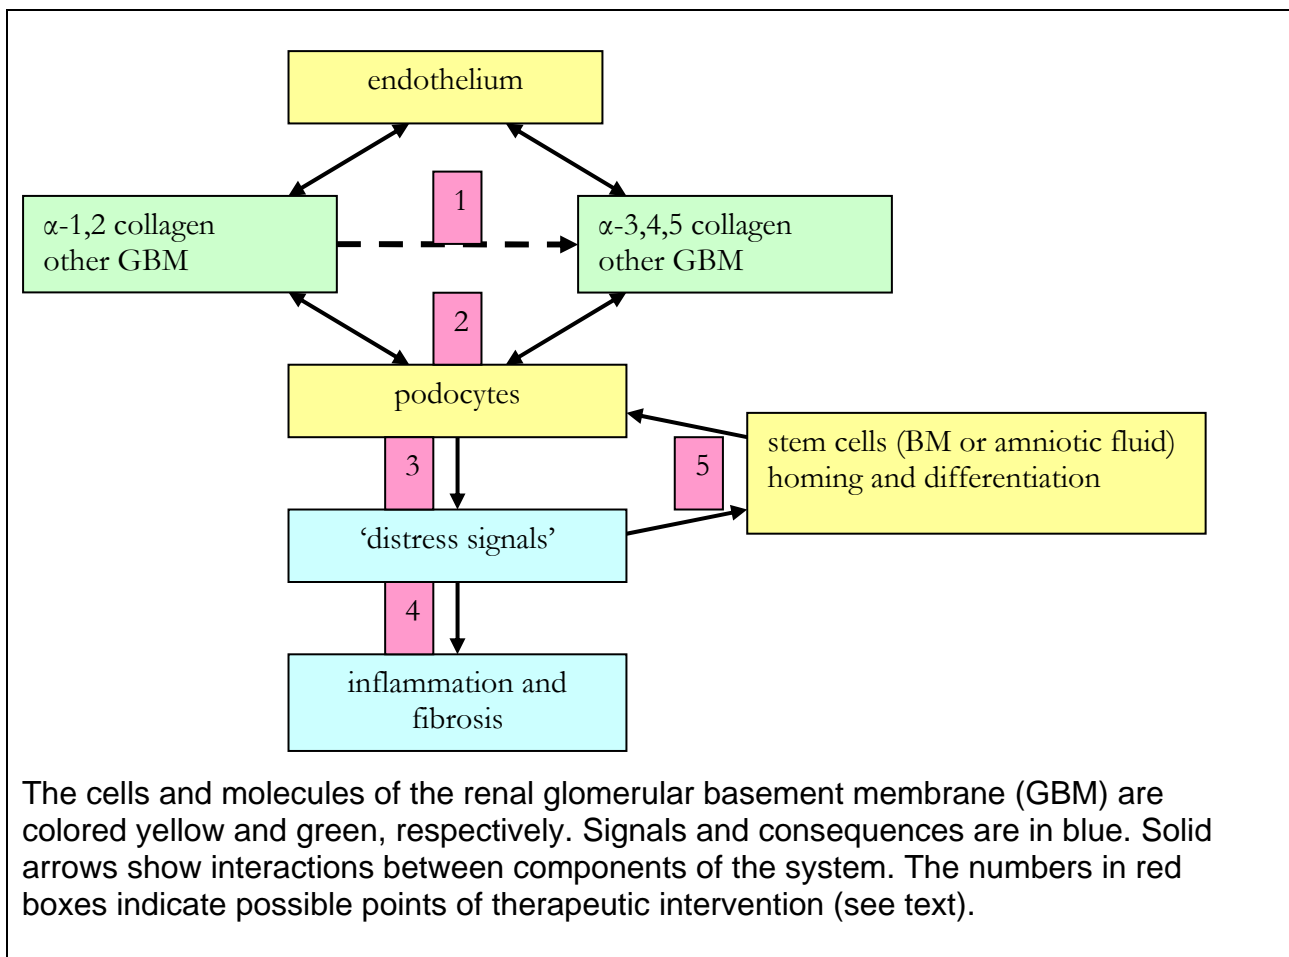 endothelium
1
α-1,2 collagen
other GBM
α-3,4,5 collagen
other GBM
2
podocytes
3
5
stem cells (BM or amniotic fluid)
homing and differentiation
‘distress signals’
4
inflammation and
fibrosis
The cells and molecules of the renal glomerular basement membrane (GBM) are
colored yellow and green, respectively. Signals and consequences are in blue. Solid
arrows show interactions between components of the system. The numbers in red
boxes indicate possible points of therapeutic intervention (see text).